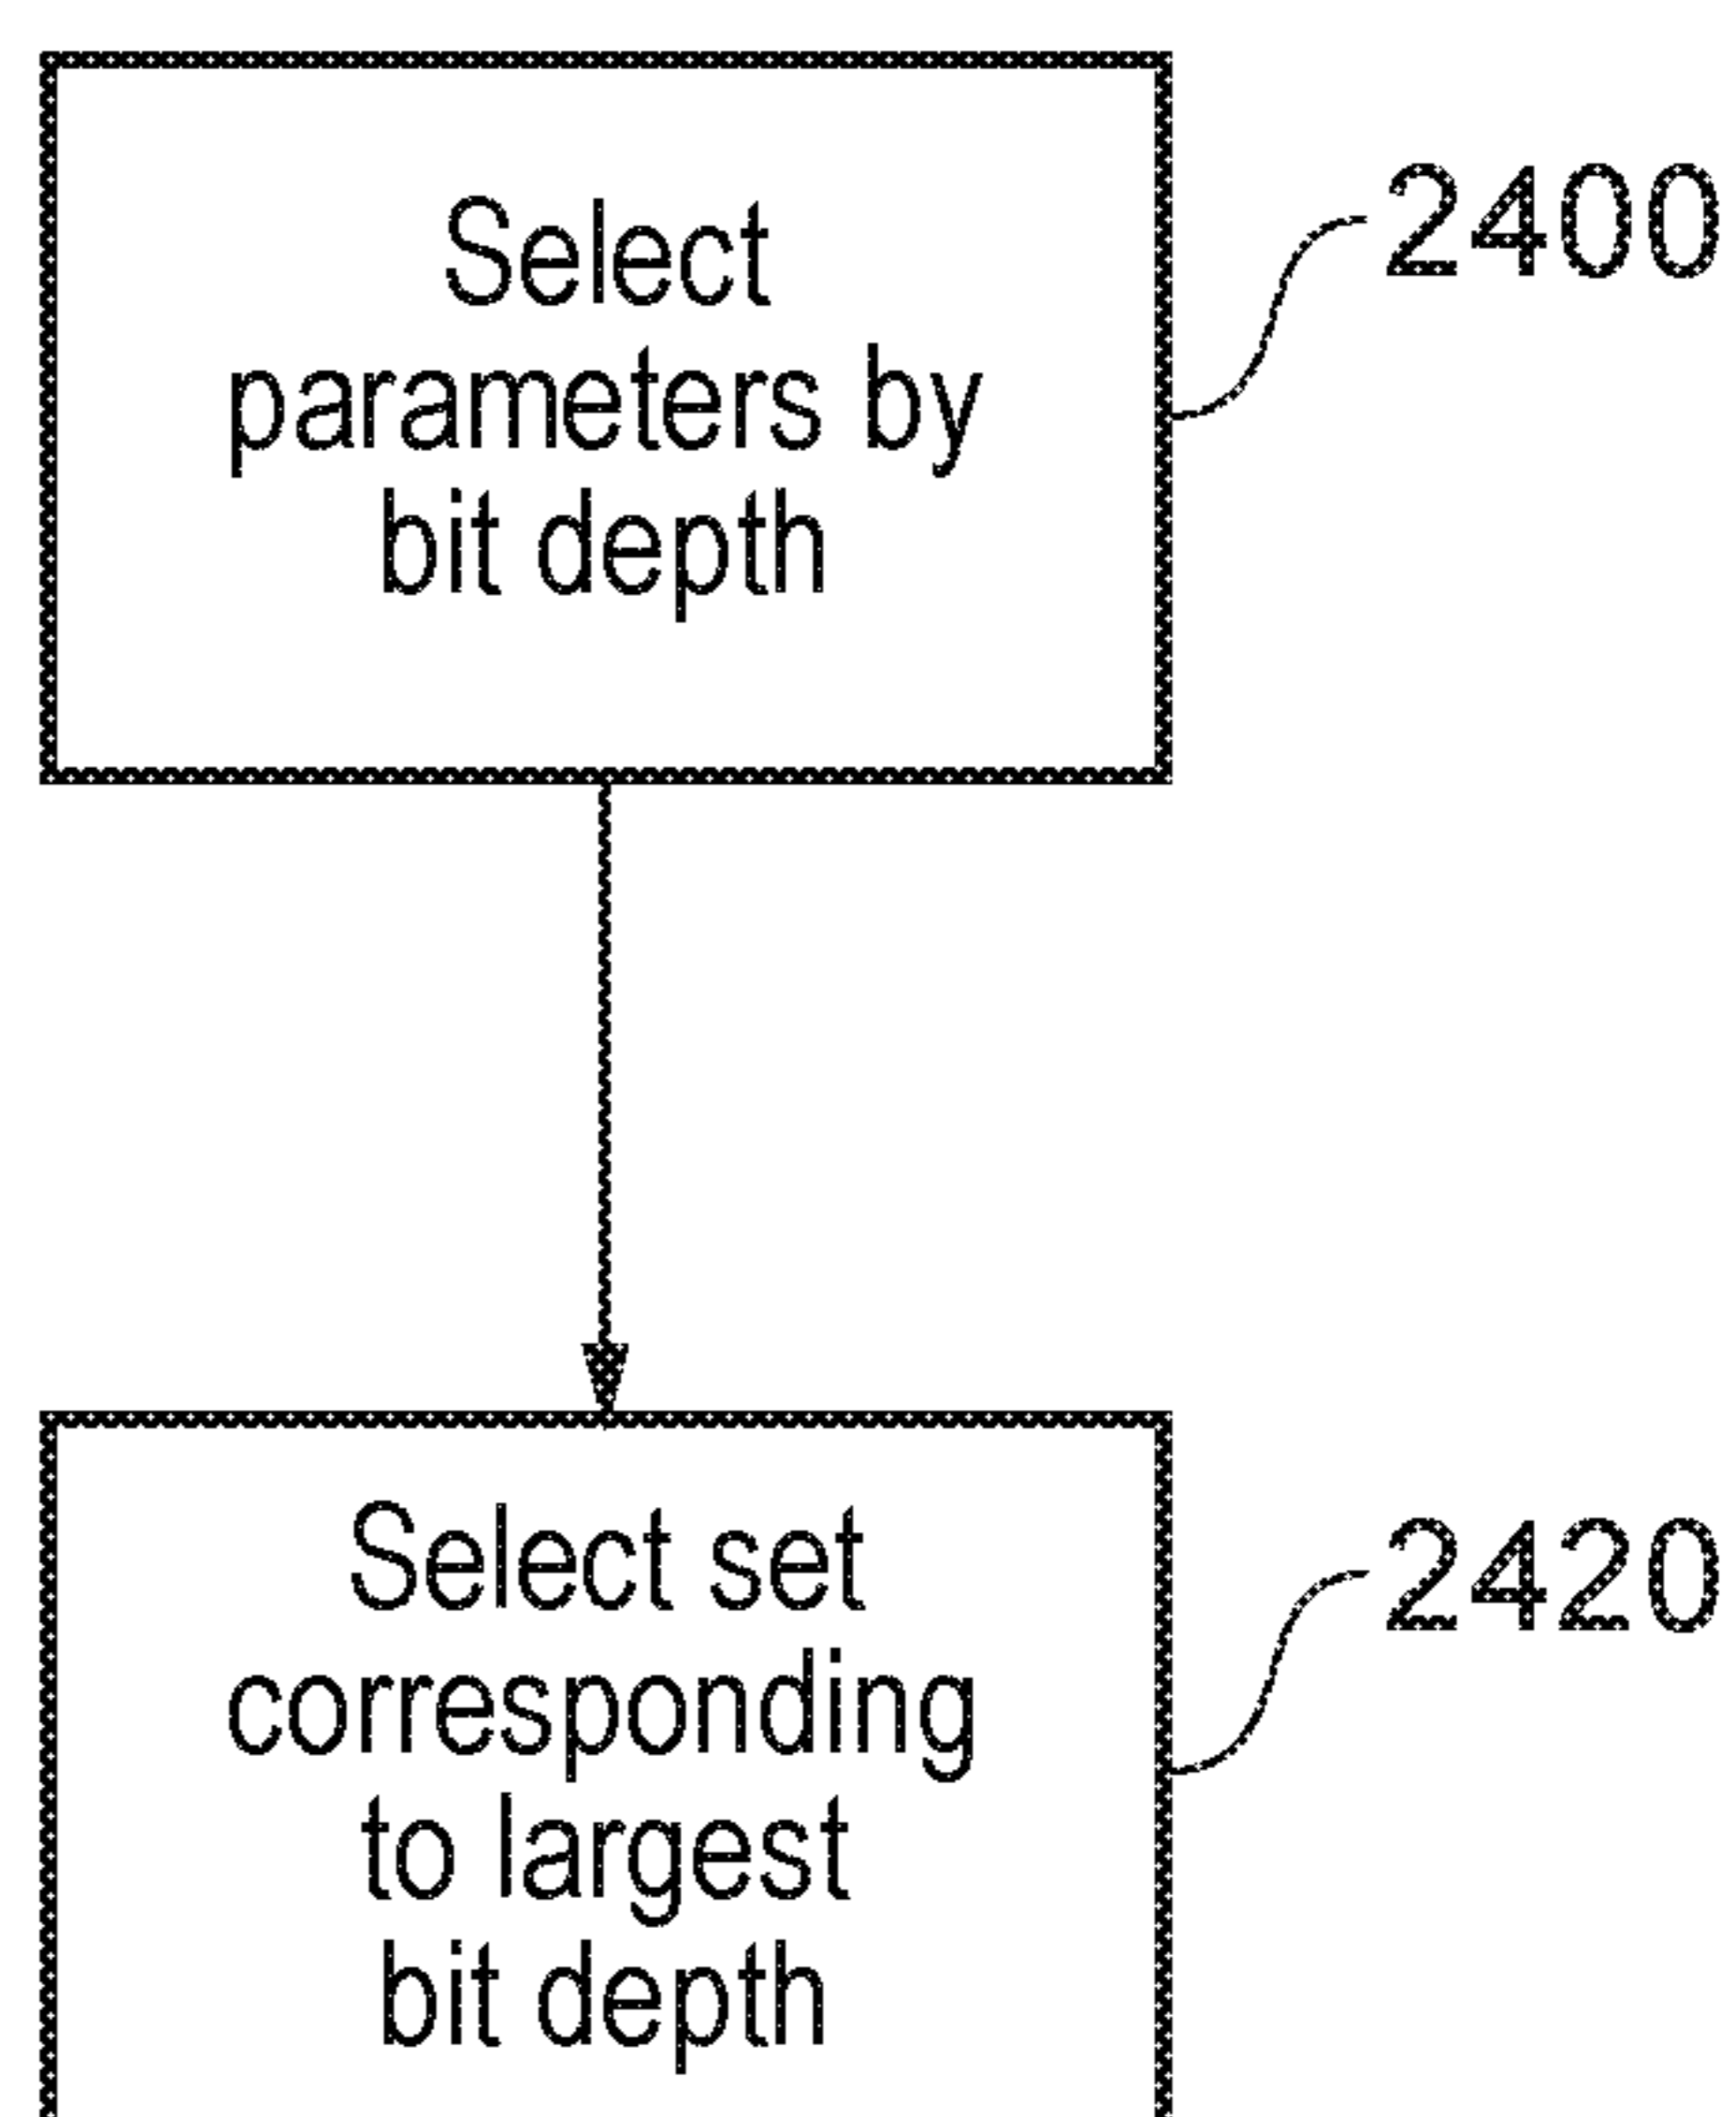 Select
parameters by
bit depth
2400
Select set
corresponding
to largest
bit depth
2420